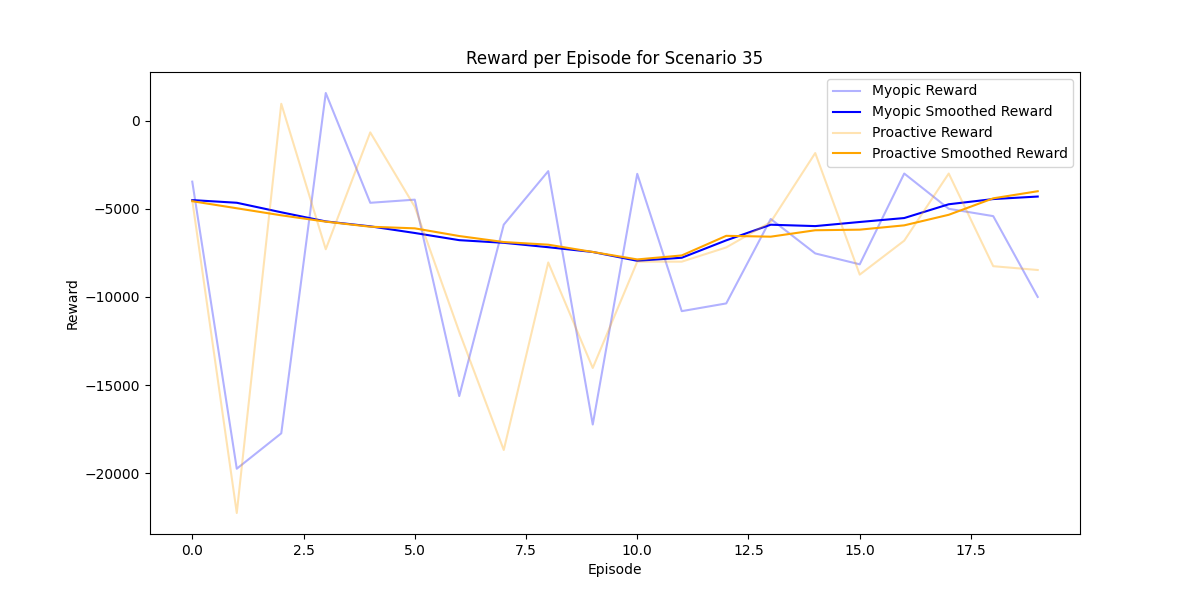 Reward per Episode for Scenario 35
Myopic Reward
Myopic Smoothed Reward
Proactive Reward
Proactive Smoothed Reward
Reward
0
−5000
−10000
−15000
−20000
0.0 2.5 5.0 7.5 10.0 12.5 15.0 17.5
Episode